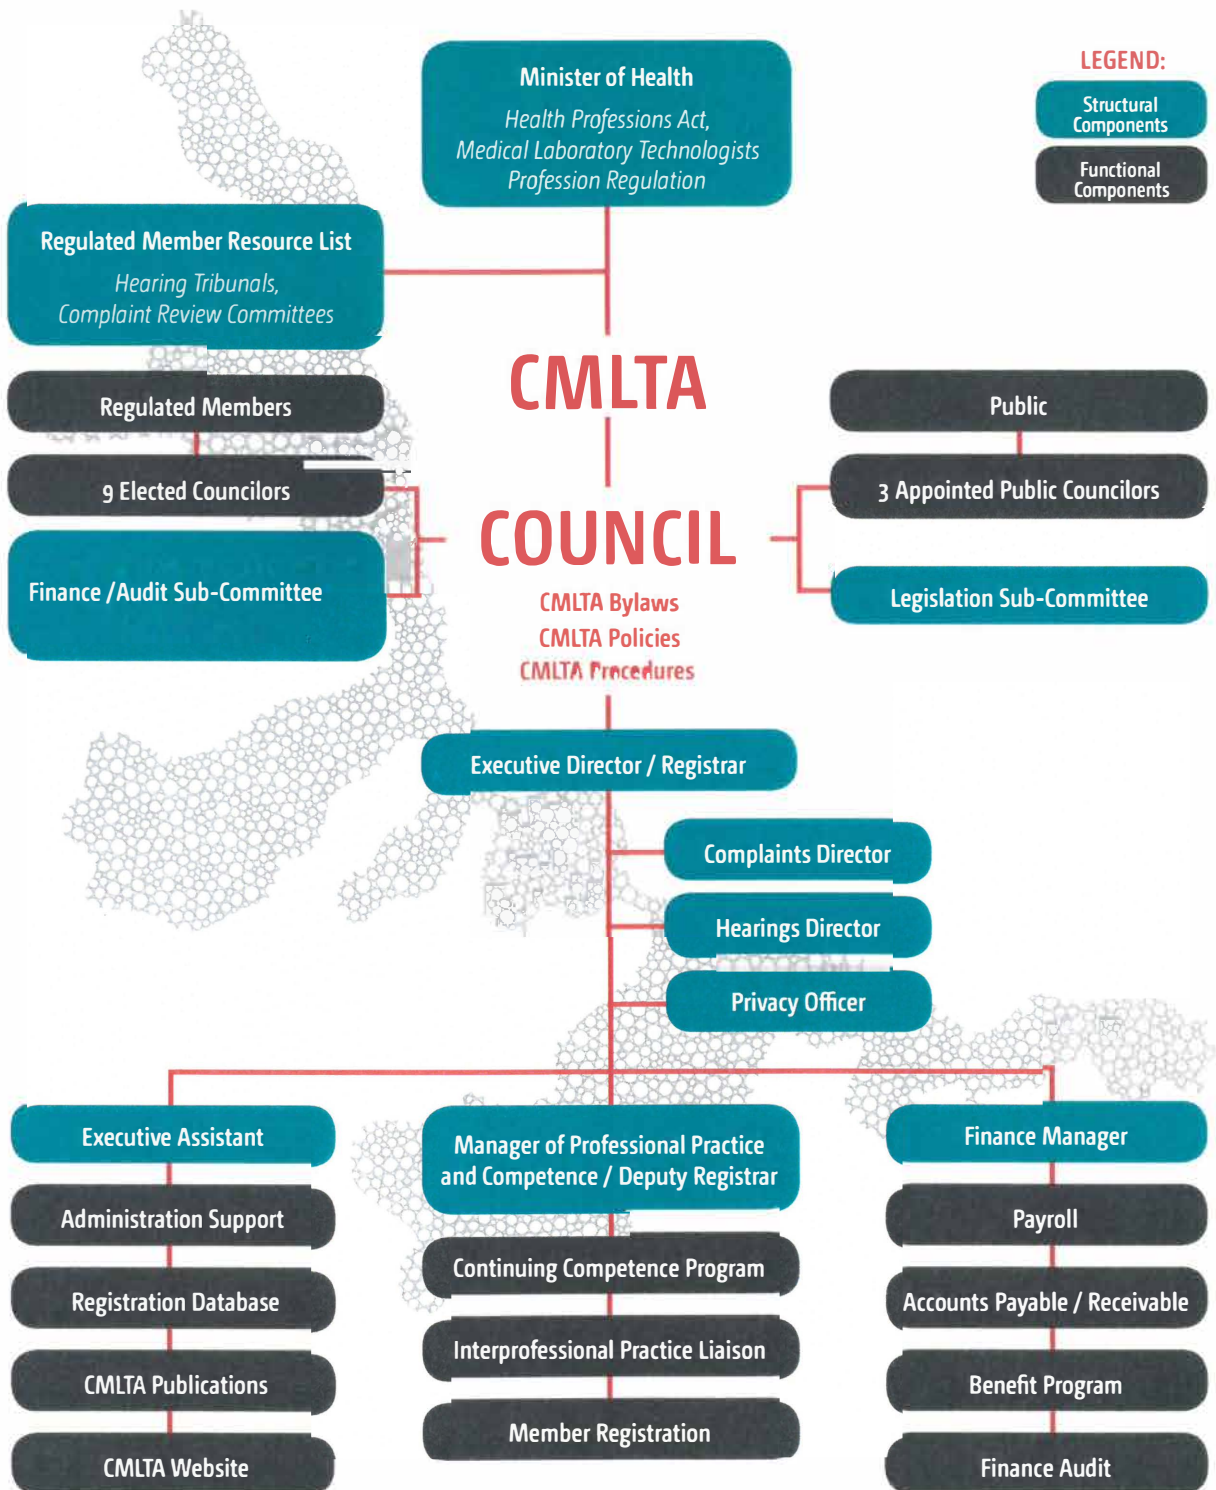 Minister of Health
Health Professions Act,
Medical Laboratory Technologists
Profession Regulation
LEGEND:
Structural
Components
Functional
Components
Regulated Member Resource List
Hearing Tribunals,
Complaint Review Committees
CMLTA
Regulated Members
Public
9 Elected Councilors
3 Appointed Public Councilors
COUNCIL
Finance /Audit Sub-Committee
Legislation Sub-Committee
CMLTA Bylaws
CMLTA Policies
CMLTA Procedures
Executive Director / Registrar
Complaints Director
Hearings Director
Privacy Officer
Executive Assistant
Administration Support
Registration Database
CMLTA Publications
CMLTA Website
Manager of Professional Practice
and Competence / Deputy Registrar
Continuing Competence Program
Interprofessional Practice Liaison
Member Registration
Finance Manager
Payroll
Accounts Payable / Receivable
Benefit Program
Finance Audit